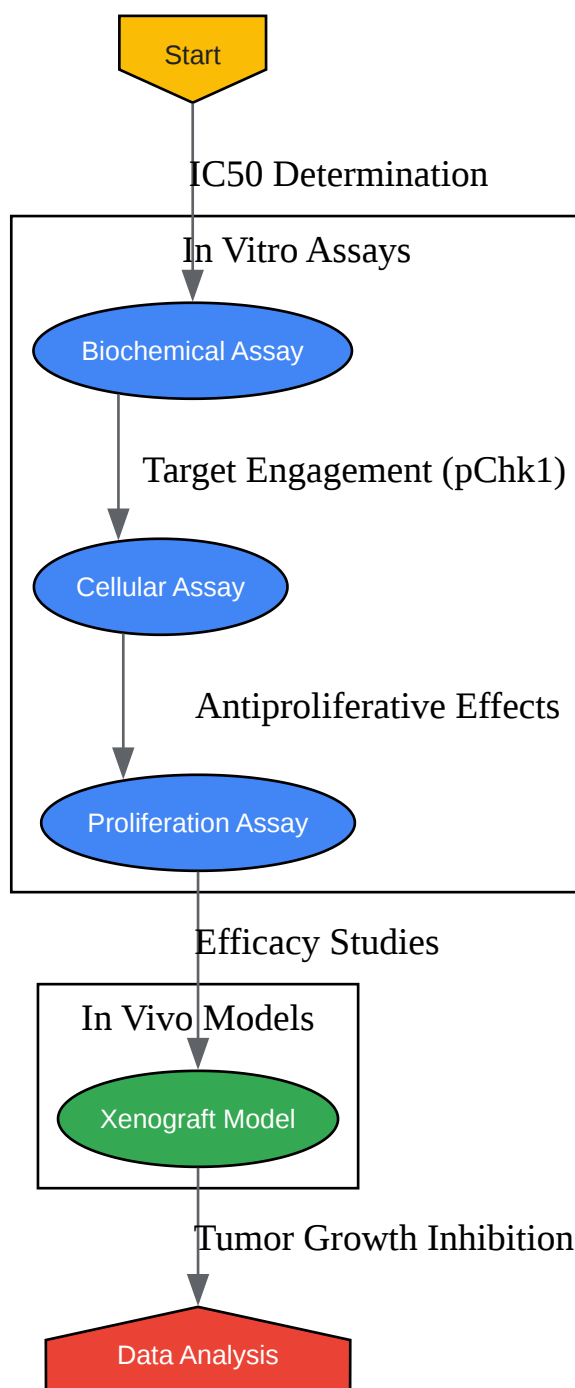 Start
IC50 Determination
In Vitro Assays
Biochemical Assay
Target Engagement (pChk1)
Cellular Assay
Antiproliferative Effects
Proliferation Assay
Efficacy Studies
In Vivo Models
Xenograft Model
Tumor Growth Inhibition
Data Analysis